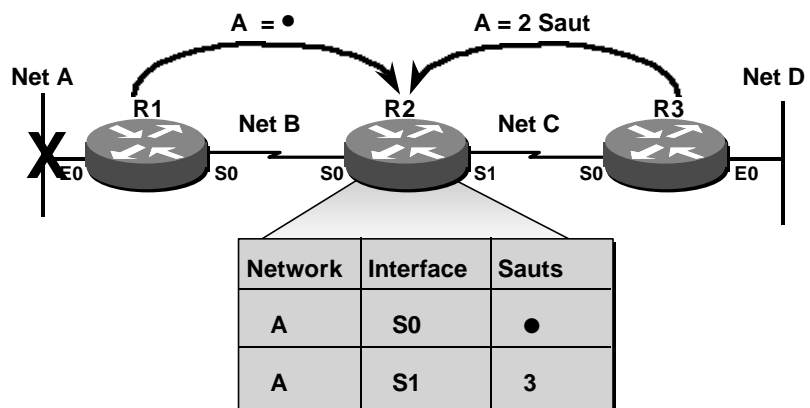 A = ●
A = 2 Saut
Net A
Net D
R1
R2
R3
Net B
Net C
X
E0
S0
S0
S1
S0
E0
Network Interface Sauts
A S0 ●
A S1 3